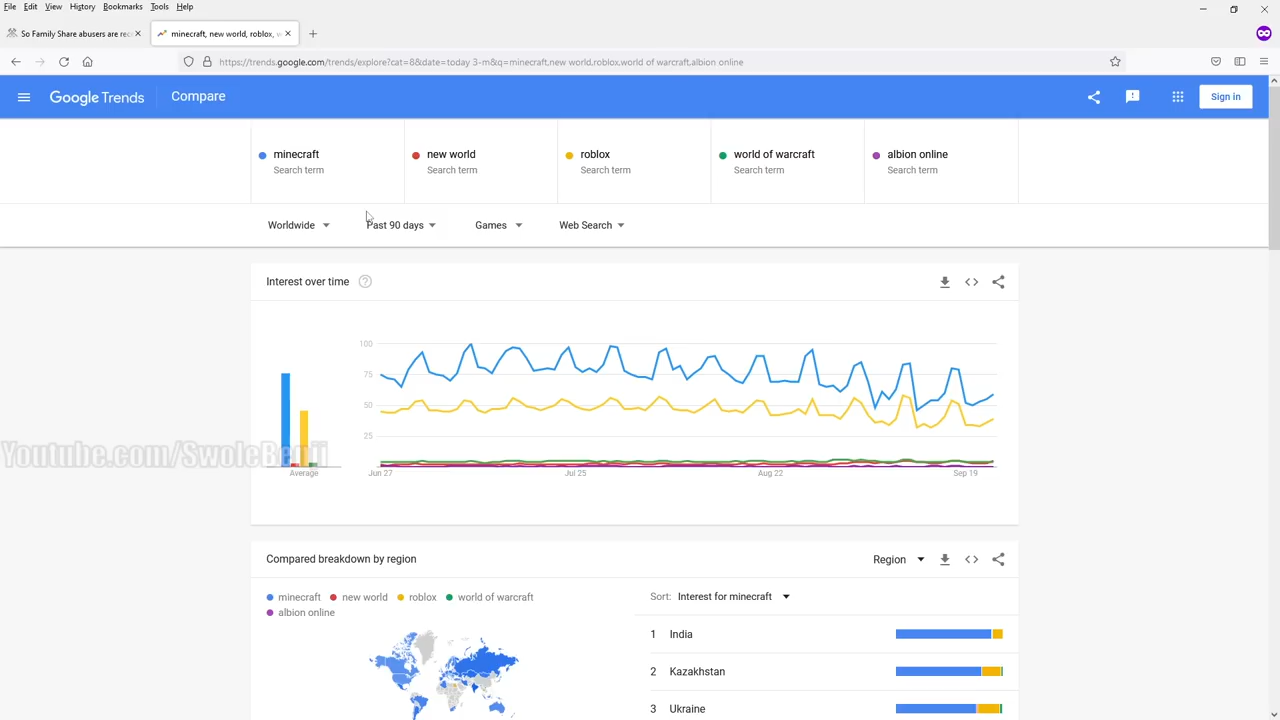 File Edit View History Bookmarks Tools Help
So Family Share abusers are rec
minecraft, new world, roblox, w
https://trends.google.com/trends/explore?cat=8&date=today 3-m&q=minecraft,new world,roblox,world of warcraft,albion online
Google Trends Compare Sign in
minecraft new world roblox world of warcraft albion online
Search term Search term Search term Search term Search term
Worldwide Past 90 days Games Web Search
Interest over time
100
75
50
25
Youtube.com/SwoleBenji
Average Jun 27 Jul 25 Aug 22 Sep 19
Compared breakdown by region Region
minecraft new world roblox world of warcraft
albion online
Sort: Interest for minecraft
1 India
2 Kazakhstan
3 Ukraine